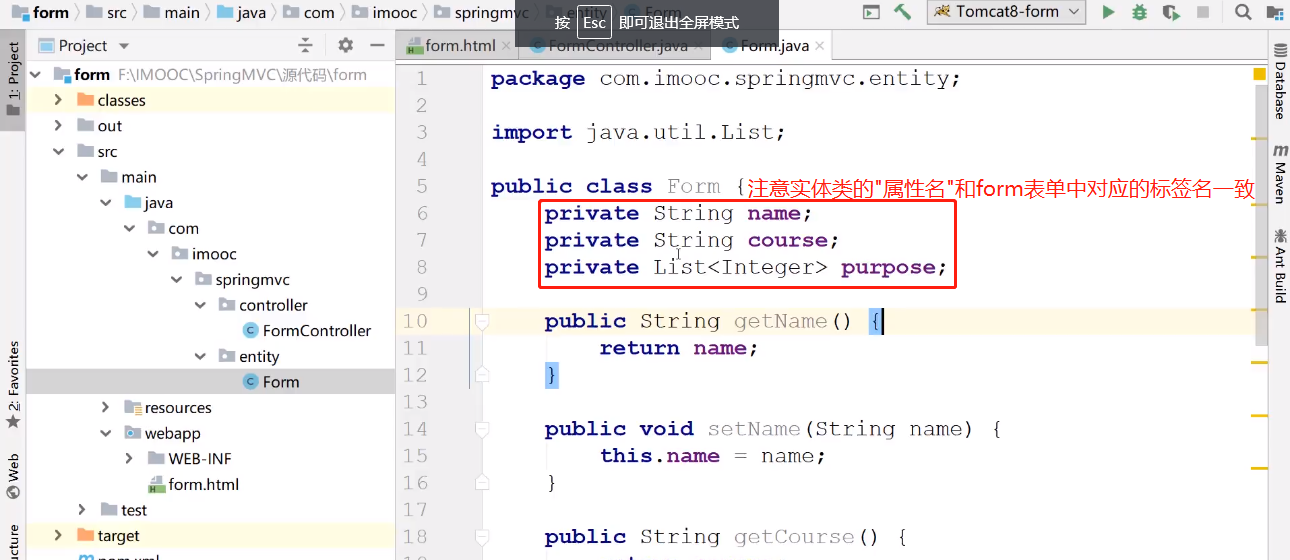 form src main java com imooc springmvc entity Form Tomcat8-form
按 Esc 即可退出全屏模式
Project
form.html FormController.java Form.java
1: Project
2: Favorites
Web
Database
Maven
Ant Build
form F:\IMOOC\SpringMVC\源代码\form
classes
out
src
main
java
com
imooc
springmvc
controller
FormController
entity
Form
resources
webapp
WEB-INF
form.html
test
target
1 package com.imooc.springmvc.entity;
2
3 import java.util.List;
4
5 public class Form { 注意实体类的"属性名"和form表单中对应的标签名一致
6 private String name;
7 private String course;
8 private List<Integer> purpose;
9
10 public String getName() {
11 return name;
12 }
13
14 public void setName(String name) {
15 this.name = name;
16 }
17
18 public String getCourse() {